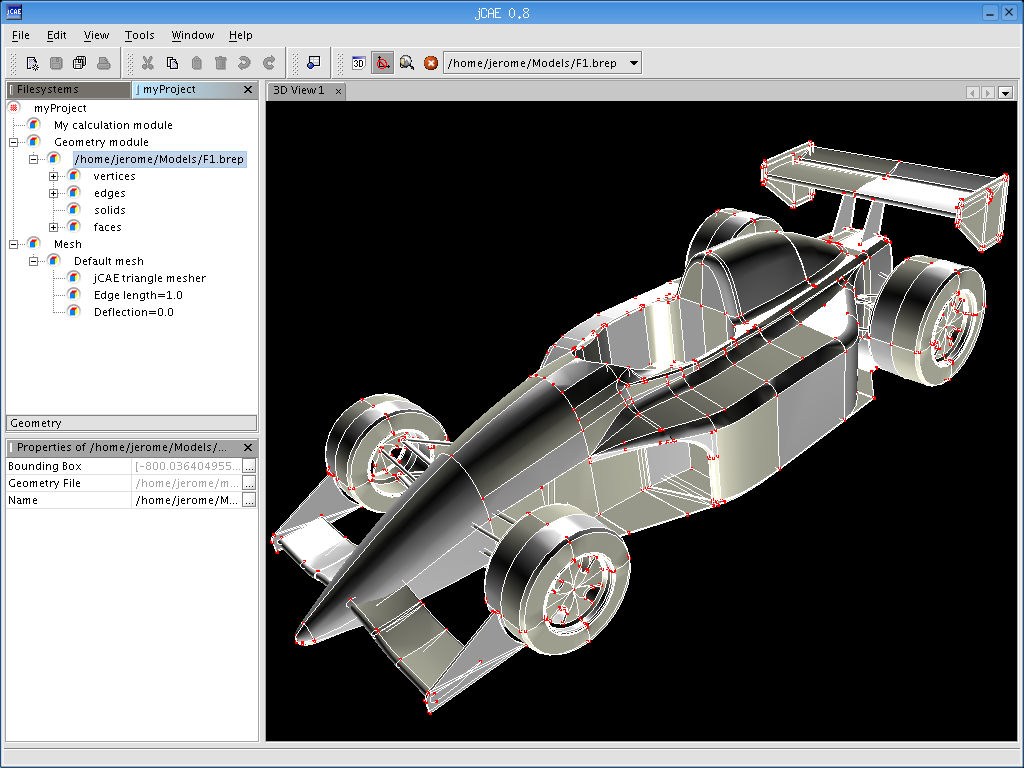 jCAE jCAE 0.8
File Edit View Tools Window Help
3D /home/jerome/Models/F1.brep
Filesystems myProject
3D View 1
myProject
My calculation module
Geometry module
/home/jerome/Models/F1.brep
vertices
edges
solids
faces
Mesh
Default mesh
jCAE triangle mesher
Edge length=1.0
Deflection=0.0
Geometry
Properties of /home/jerome/Models/...
Bounding Box [-800.036404955... ...
Geometry File /home/jerome/m... ...
Name /home/jerome/M... ...